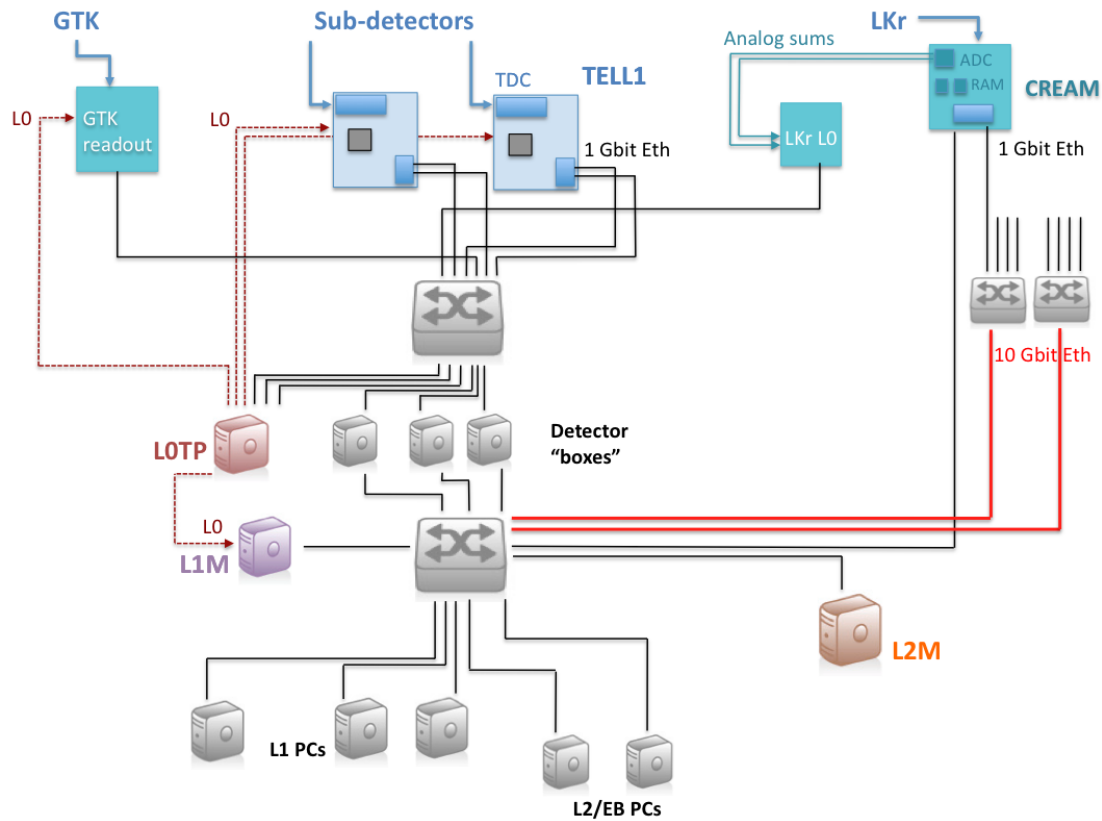 GTK
Sub-detectors
LKr
Analog sums
TDC
TELL1
ADC
RAM
CREAM
L0
GTK
readout
L0
1 Gbit Eth
LKr L0
1 Gbit Eth
10 Gbit Eth
L0TP
Detector
“boxes”
L0
L1M
L2M
L1 PCs
L2/EB PCs